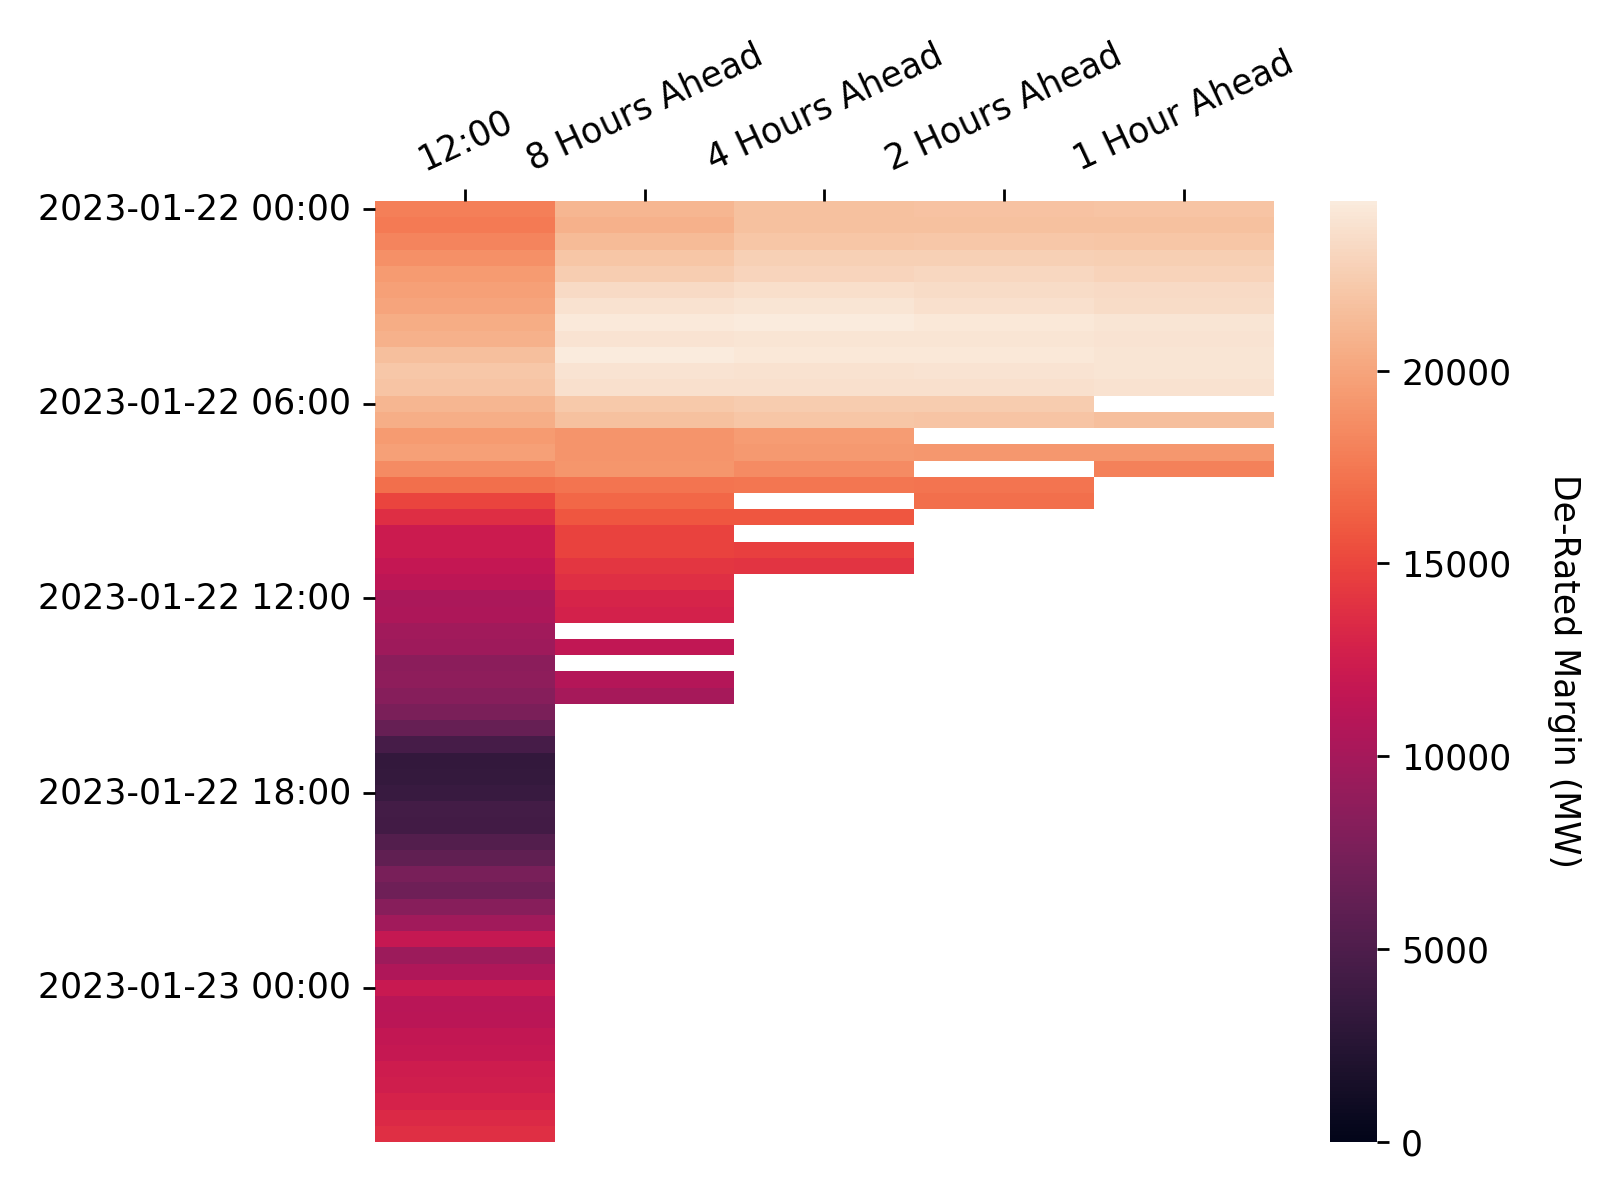 12:00
8 Hours Ahead
4 Hours Ahead
2 Hours Ahead
1 Hour Ahead
2023-01-22 00:00
2023-01-22 06:00
2023-01-22 12:00
2023-01-22 18:00
2023-01-23 00:00
20000
15000
10000
5000
0
De-Rated Margin (MW)